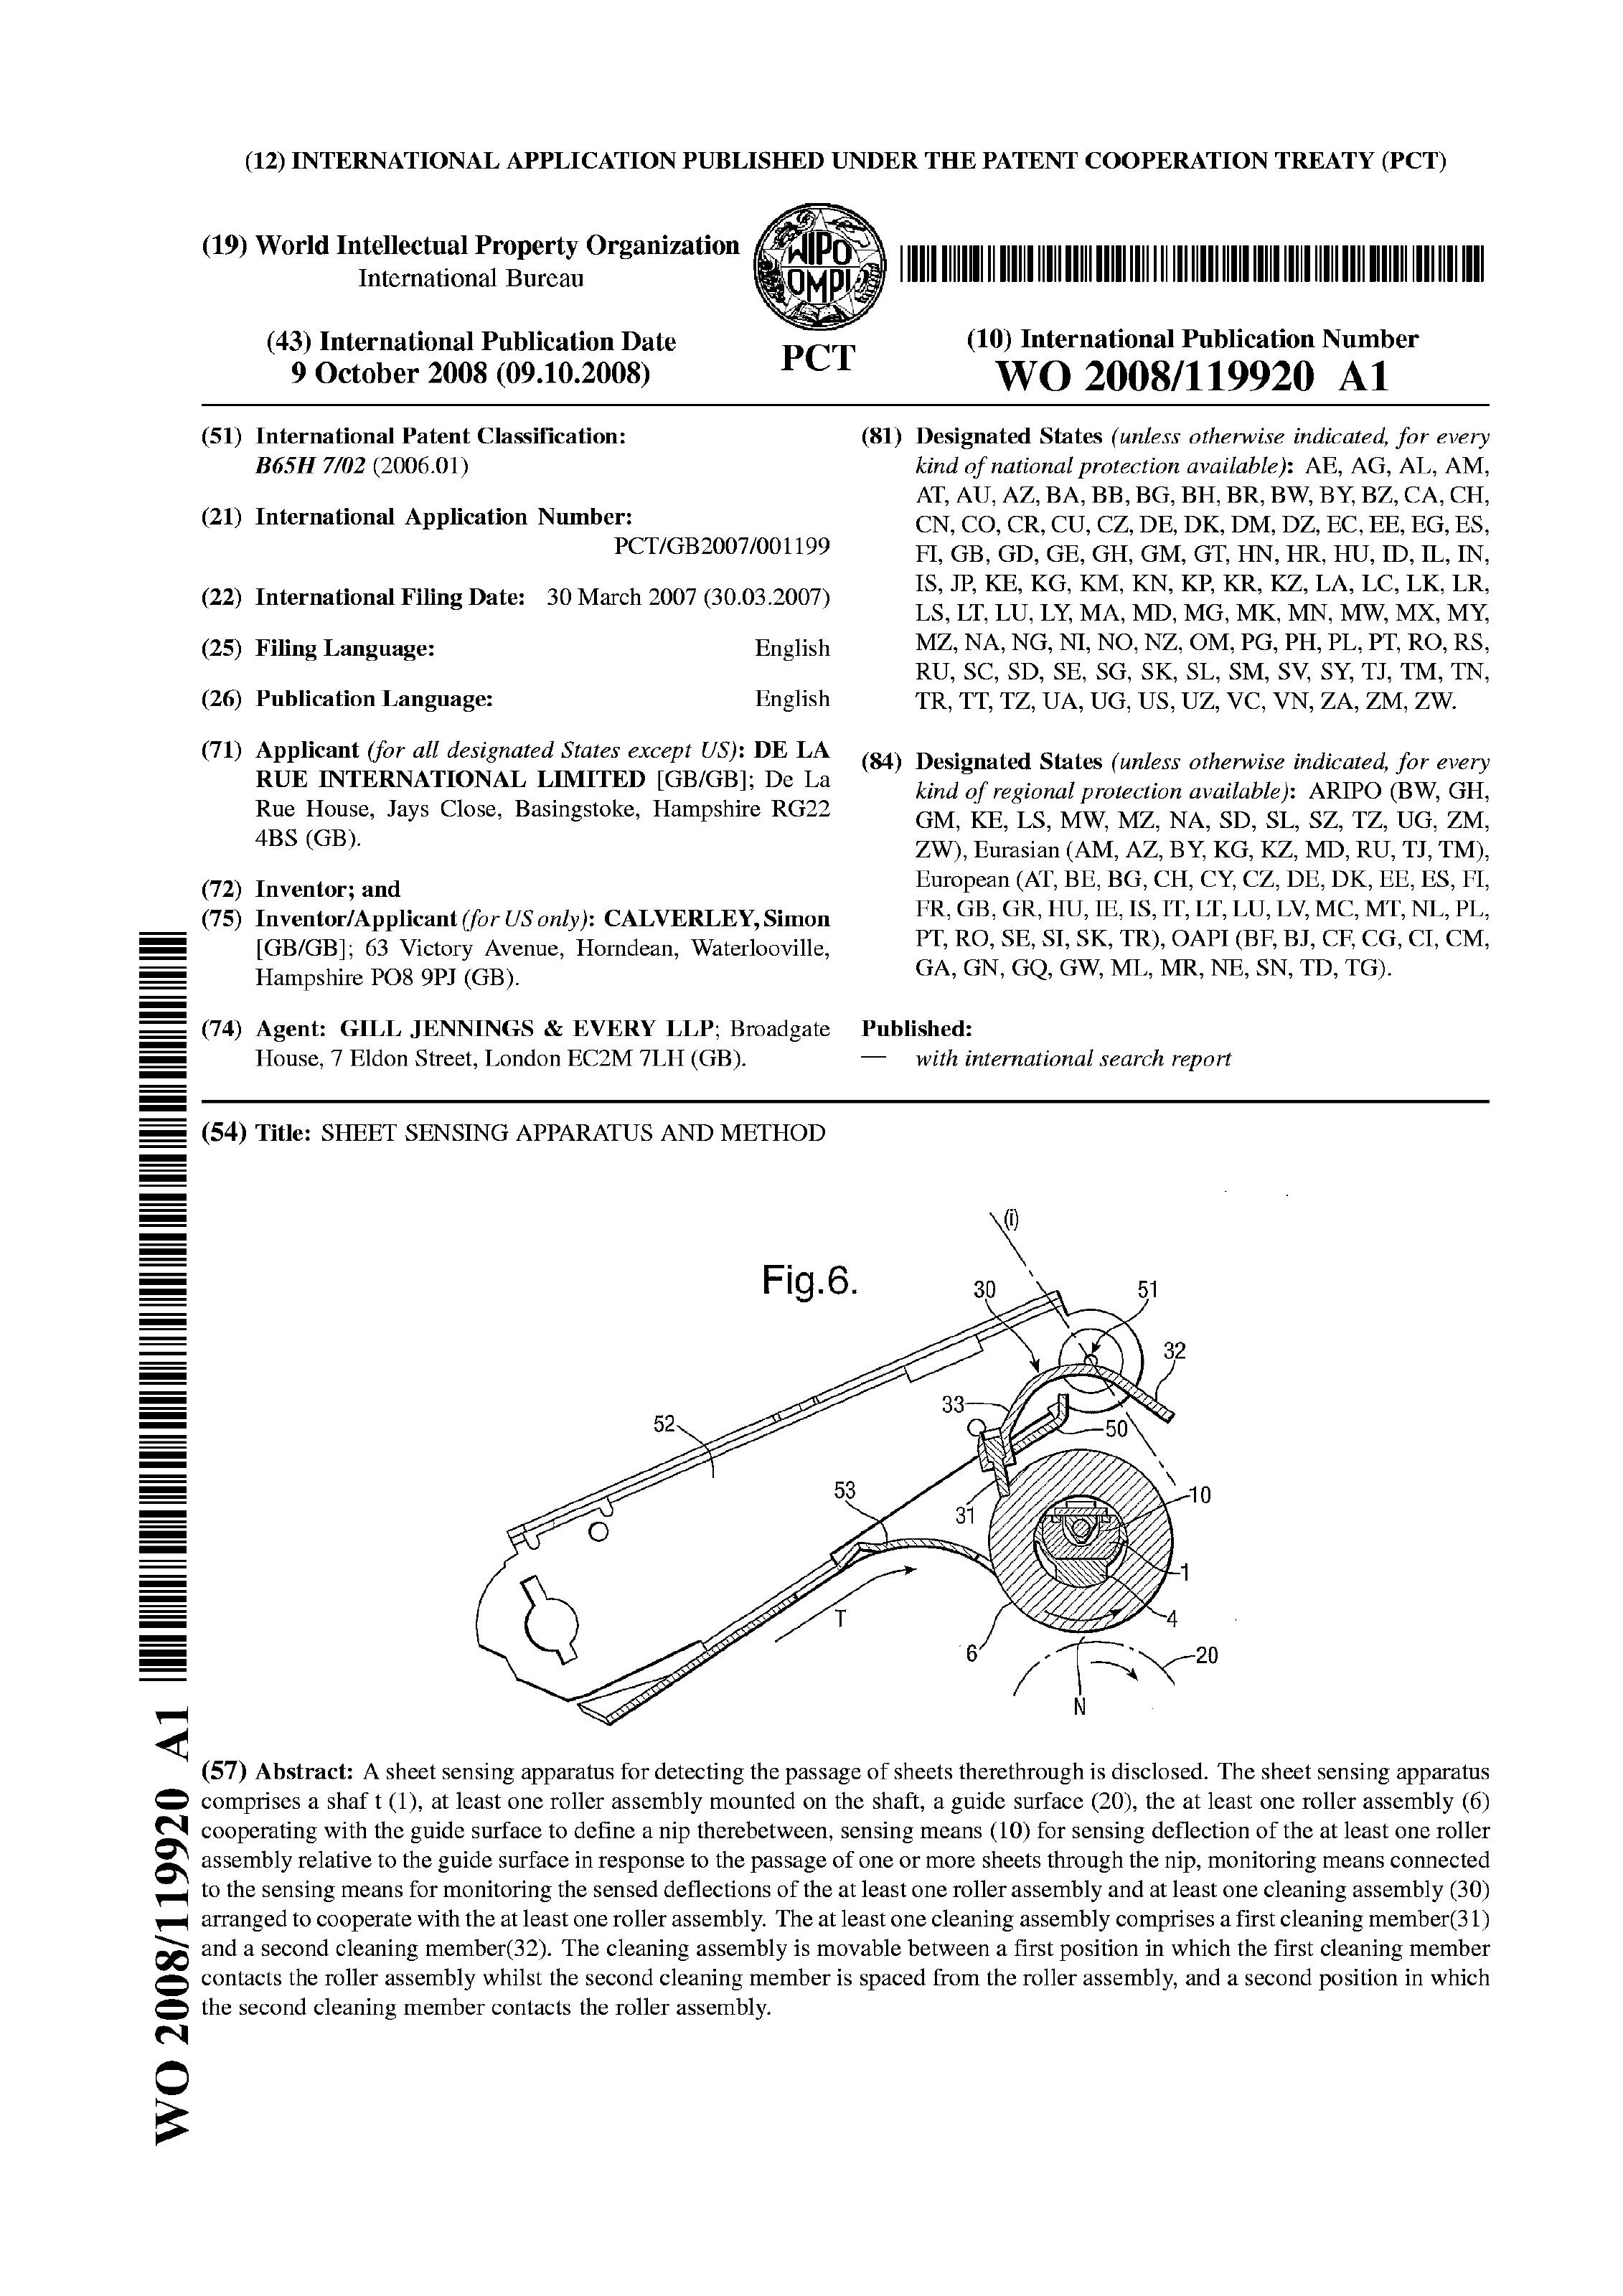 (12) INTERNATIONAL APPLICATION PUBLISHED UNDER THE PATENT COOPERATION TREATY (PCT)
(19) World Intellectual Property Organization
International Bureau
WIPO
OMPI
PCT
(43) International Publication Date
9 October 2008 (09.10.2008)
(10) International Publication Number
WO 2008/119920 A1
(51) International Patent Classification:
B65H 7/02 (2006.01)
(21) International Application Number:
PCT/GB2007/001199
(22) International Filing Date: 30 March 2007 (30.03.2007)
(25) Filing Language: English
(26) Publication Language: English
(71) Applicant (for all designated States except US): DE LA
RUE INTERNATIONAL LIMITED [GB/GB]; De La
Rue House, Jays Close, Basingstoke, Hampshire RG22
4BS (GB).
(72) Inventor; and
(75) Inventor/Applicant (for US only): CALVERLEY, Simon
[GB/GB]; 63 Victory Avenue, Horndean, Waterlooville,
Hampshire PO8 9PJ (GB).
(74) Agent: GILL JENNINGS & EVERY LLP; Broadgate
House, 7 Eldon Street, London EC2M 7LH (GB).
(81) Designated States (unless otherwise indicated, for every
kind of national protection available): AE, AG, AL, AM,
AT, AU, AZ, BA, BB, BG, BH, BR, BW, BY, BZ, CA, CH,
CN, CO, CR, CU, CZ, DE, DK, DM, DZ, EC, EE, EG, ES,
FI, GB, GD, GE, GH, GM, GT, HN, HR, HU, ID, IL, IN,
IS, JP, KE, KG, KM, KN, KP, KR, KZ, LA, LC, LK, LR,
LS, LT, LU, LY, MA, MD, MG, MK, MN, MW, MX, MY,
MZ, NA, NG, NI, NO, NZ, OM, PG, PH, PL, PT, RO, RS,
RU, SC, SD, SE, SG, SK, SL, SM, SV, SY, TJ, TM, TN,
TR, TT, TZ, UA, UG, US, UZ, VC, VN, ZA, ZM, ZW.
(84) Designated States (unless otherwise indicated, for every
kind of regional protection available): ARIPO (BW, GH,
GM, KE, LS, MW, MZ, NA, SD, SL, SZ, TZ, UG, ZM,
ZW), Eurasian (AM, AZ, BY, KG, KZ, MD, RU, TJ, TM),
European (AT, BE, BG, CH, CY, CZ, DE, DK, EE, ES, FI,
FR, GB, GR, HU, IE, IS, IT, LT, LU, LV, MC, MT, NL, PL,
PT, RO, SE, SI, SK, TR), OAPI (BF, BJ, CF, CG, CI, CM,
GA, GN, GQ, GW, ML, MR, NE, SN, TD, TG).
Published:
— with international search report
(54) Title: SHEET SENSING APPARATUS AND METHOD
(i)
Fig.6.
30
51
32
33
52
50
53
31
10
1
T
4
6
20
N
(57) Abstract: A sheet sensing apparatus for detecting the passage of sheets therethrough is disclosed. The sheet sensing apparatus
comprises a shaf t (1), at least one roller assembly mounted on the shaft, a guide surface (20), the at least one roller assembly (6)
cooperating with the guide surface to define a nip therebetween, sensing means (10) for sensing deflection of the at least one roller
assembly relative to the guide surface in response to the passage of one or more sheets through the nip, monitoring means connected
to the sensing means for monitoring the sensed deflections of the at least one roller assembly and at least one cleaning assembly (30)
arranged to cooperate with the at least one roller assembly. The at least one cleaning assembly comprises a first cleaning member(31)
and a second cleaning member(32). The cleaning assembly is movable between a first position in which the first cleaning member
contacts the roller assembly whilst the second cleaning member is spaced from the roller assembly, and a second position in which
the second cleaning member contacts the roller assembly.
WO 2008/119920 A1